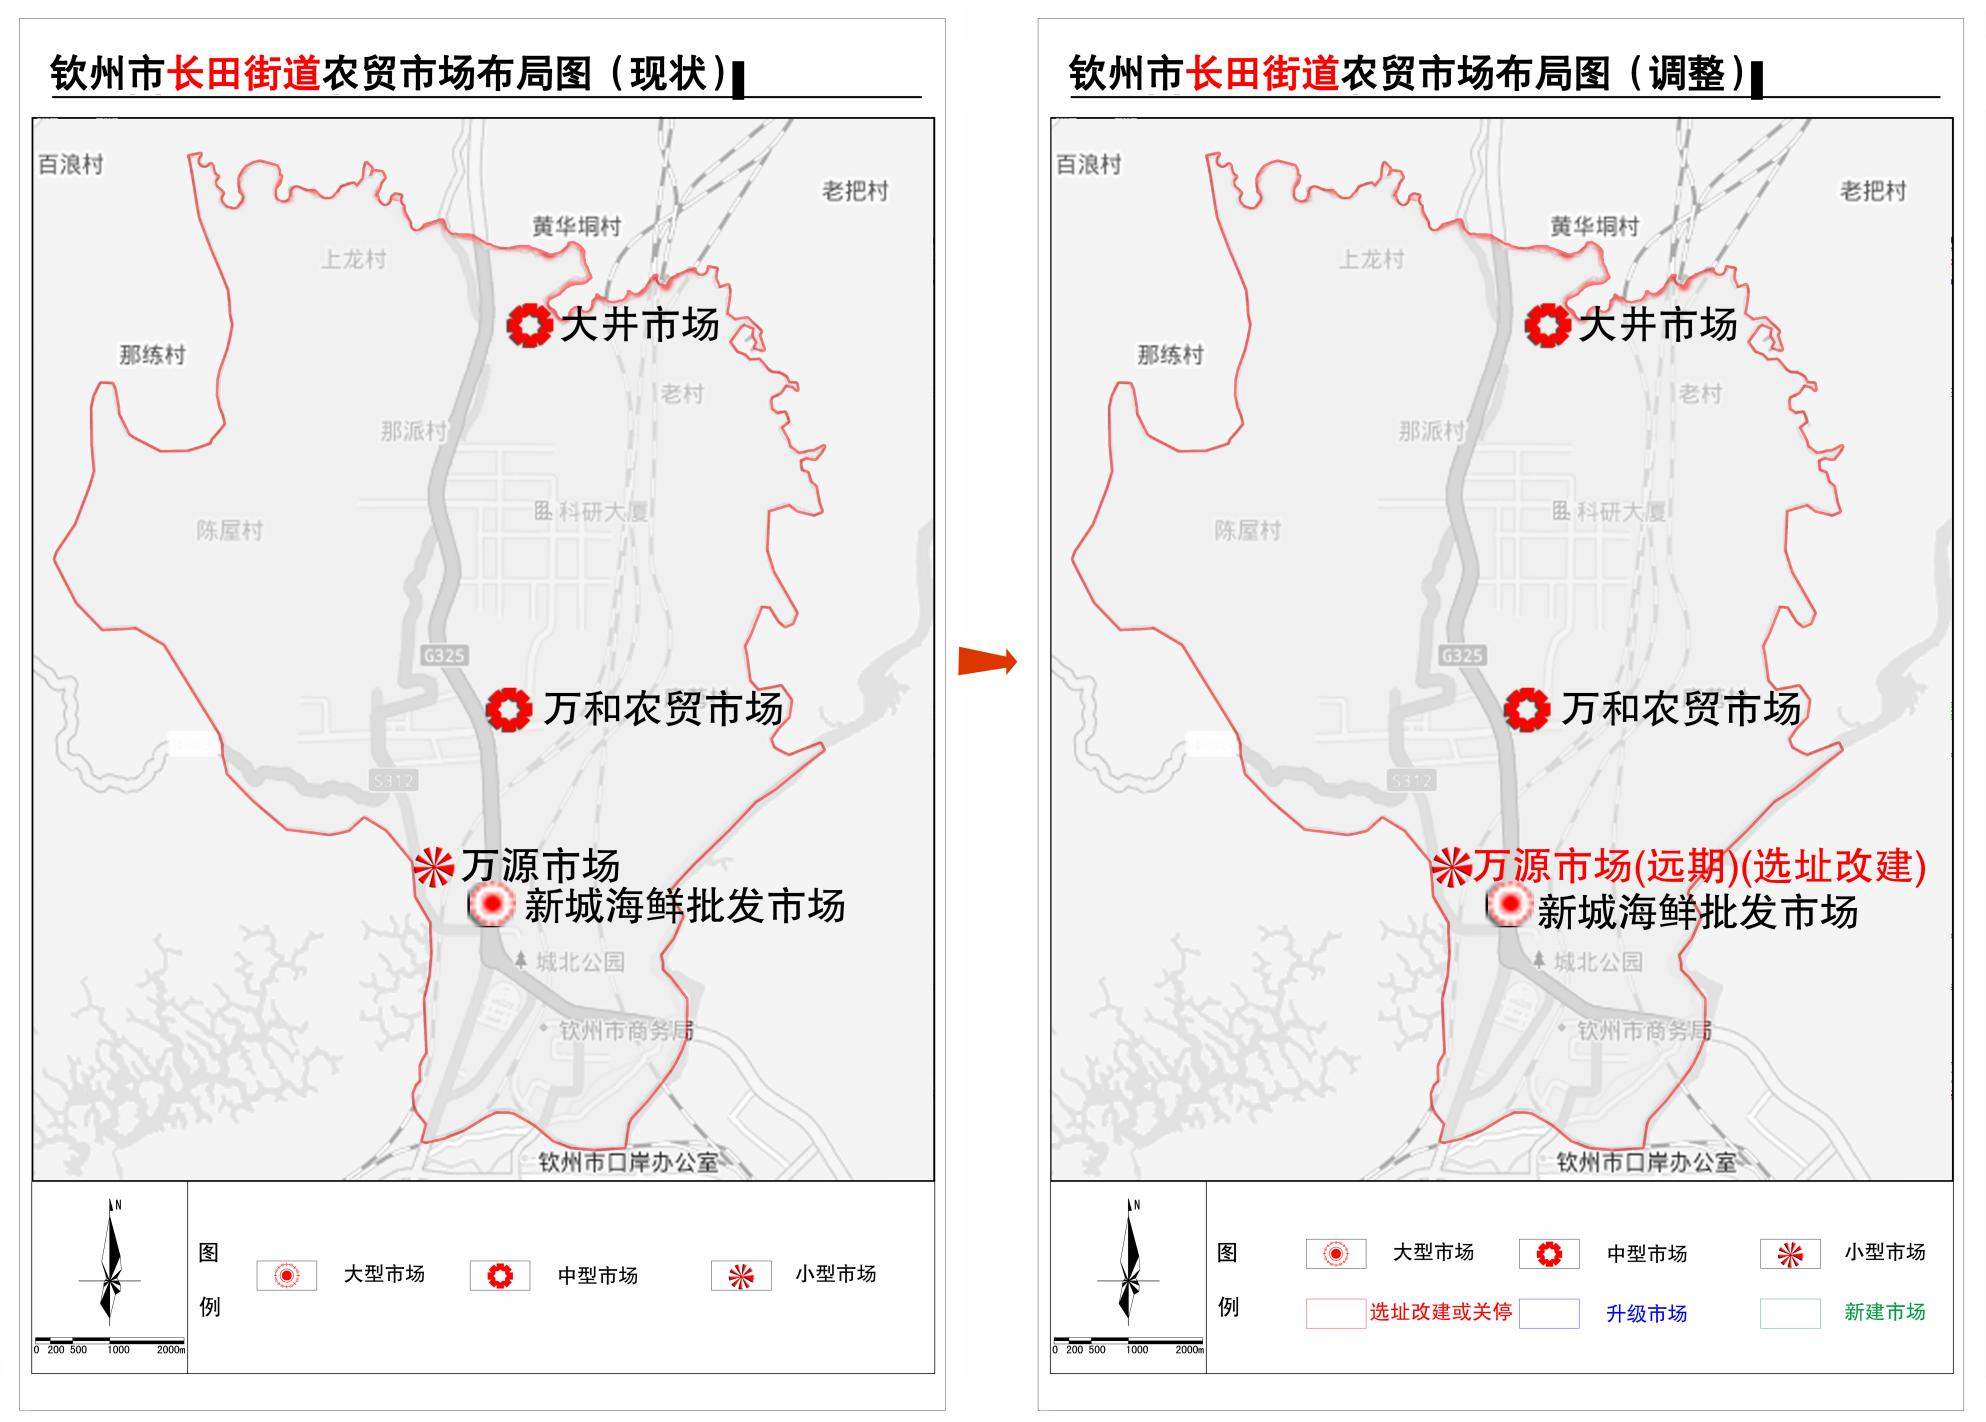 钦州市长田街道农贸市场布局图（现状）
百浪村
老把村
黄华垌村
上龙村
大井市场
那练村
老村
那派村
科研大厦
陈屋村
G325
万和农贸市场
S312
万源市场
新城海鲜批发市场
城北公园
钦州市商务局
钦州市口岸办公室
N
0 200 500 1000 2000m
图例
大型市场
中型市场
小型市场
钦州市长田街道农贸市场布局图（调整）
百浪村
老把村
黄华垌村
上龙村
大井市场
那练村
老村
那派村
科研大厦
陈屋村
G325
万和农贸市场
S312
万源市场(远期)(选址改建)
新城海鲜批发市场
城北公园
钦州市商务局
钦州市口岸办公室
N
0 200 500 1000 2000m
图例
大型市场
中型市场
小型市场
选址改建或关停
升级市场
新建市场